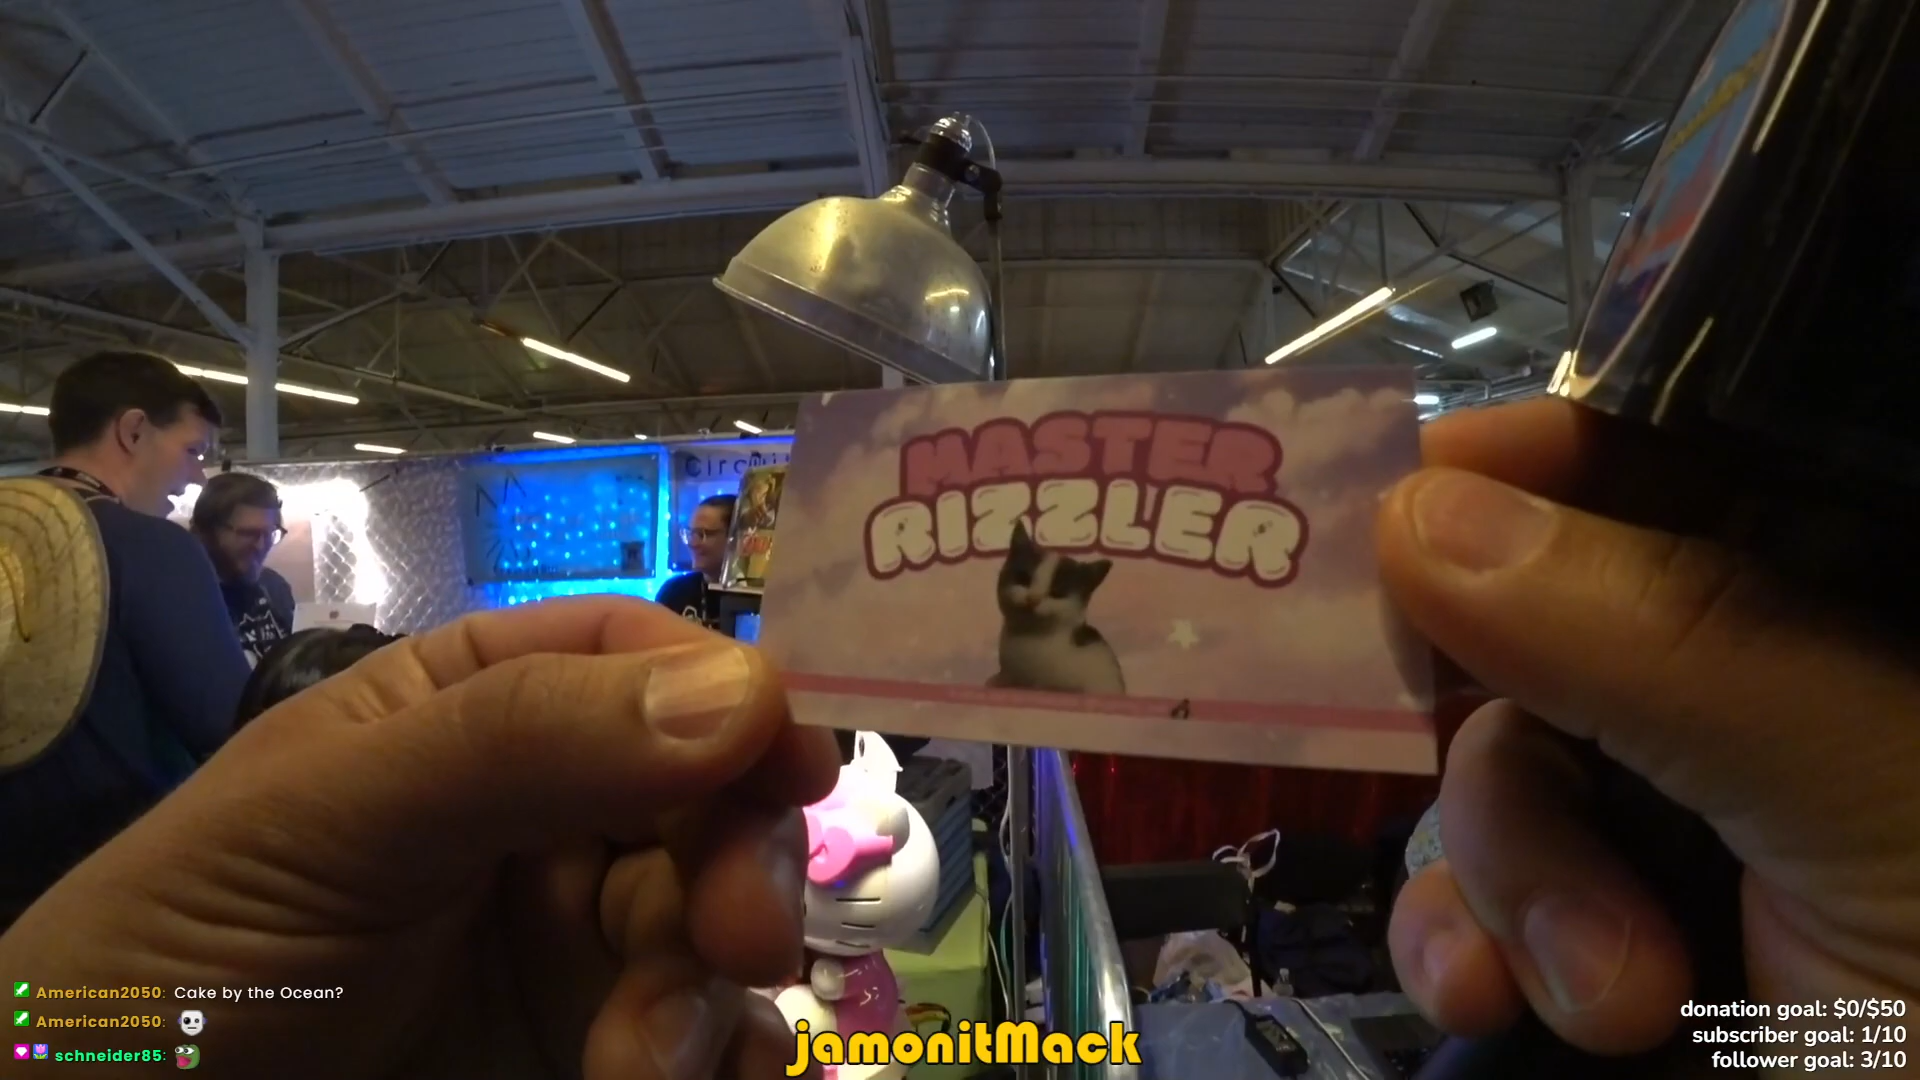 Circui
MASTER
RIZZLER
American2050: Cake by the Ocean?
American2050:
schneider85:
jamonitMack
donation goal: $0/$50
subscriber goal: 1/10
follower goal: 3/10